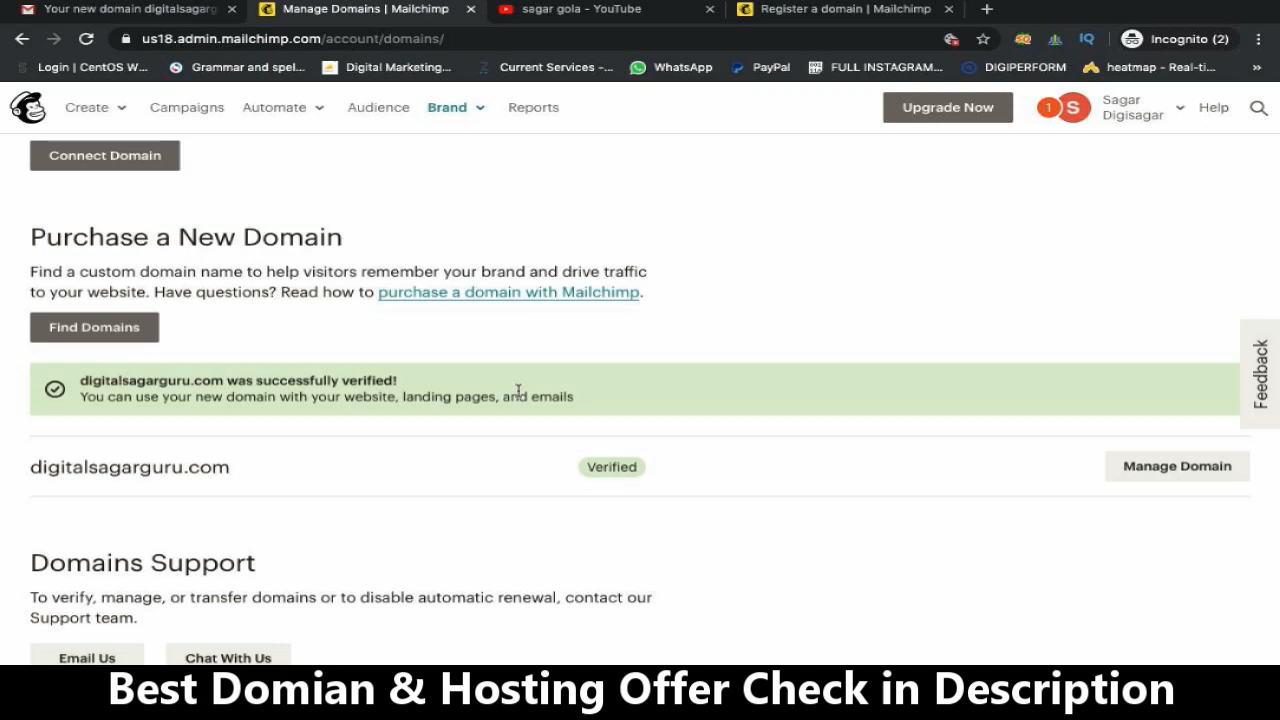 Your new domain digitalsagarg
Manage Domains | Mailchimp
sagar gola - YouTube
Register a domain | Mailchimp
us18.admin.mailchimp.com/account/domains/
Incognito (2)
Login | CentOS W...
Grammar and spel...
Digital Marketing...
Current Services -...
WhatsApp
PayPal
FULL INSTAGRAM...
DIGIPERFORM
heatmap - Real-ti...
»
Create
Campaigns
Automate
Audience
Brand
Reports
Upgrade Now
1
S
Sagar
Digisagar
Help
Connect Domain
Purchase a New Domain
Find a custom domain name to help visitors remember your brand and drive traffic
to your website. Have questions? Read how to purchase a domain with Mailchimp.
Find Domains
digitalsagarguru.com was successfully verified!
You can use your new domain with your website, landing pages, and emails
Feedback
digitalsagarguru.com
Verified
Manage Domain
Domains Support
To verify, manage, or transfer domains or to disable automatic renewal, contact our
Support team.
Email Us
Chat With Us
Best Domian & Hosting Offer Check in Description